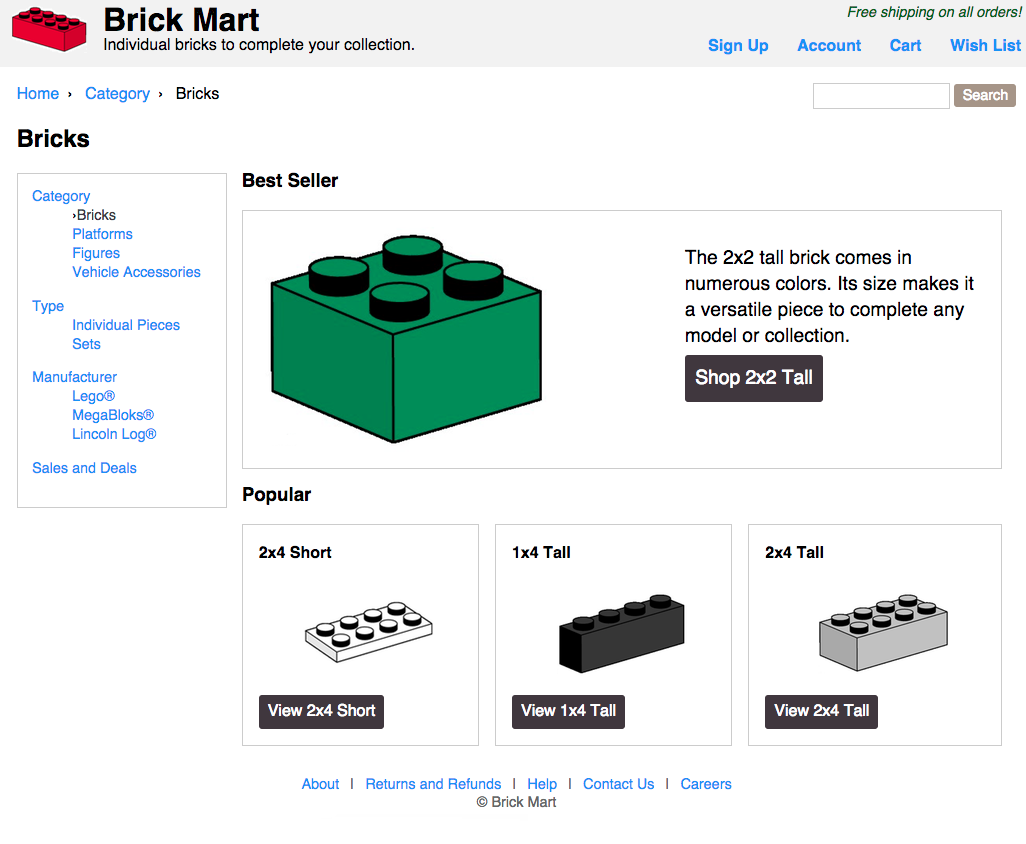 Brick Mart
Individual bricks to complete your collection.
Free shipping on all orders!
Sign Up Account Cart Wish List
Home › Category › Bricks
Search
Bricks
Category
›Bricks
Platforms
Figures
Vehicle Accessories
Type
Individual Pieces
Sets
Manufacturer
Lego®
MegaBloks®
Lincoln Log®
Sales and Deals
Best Seller
The 2x2 tall brick comes in
numerous colors. Its size makes it
a versatile piece to complete any
model or collection.
Shop 2x2 Tall
Popular
2x4 Short
View 2x4 Short
1x4 Tall
View 1x4 Tall
2x4 Tall
View 2x4 Tall
About | Returns and Refunds | Help | Contact Us | Careers
© Brick Mart